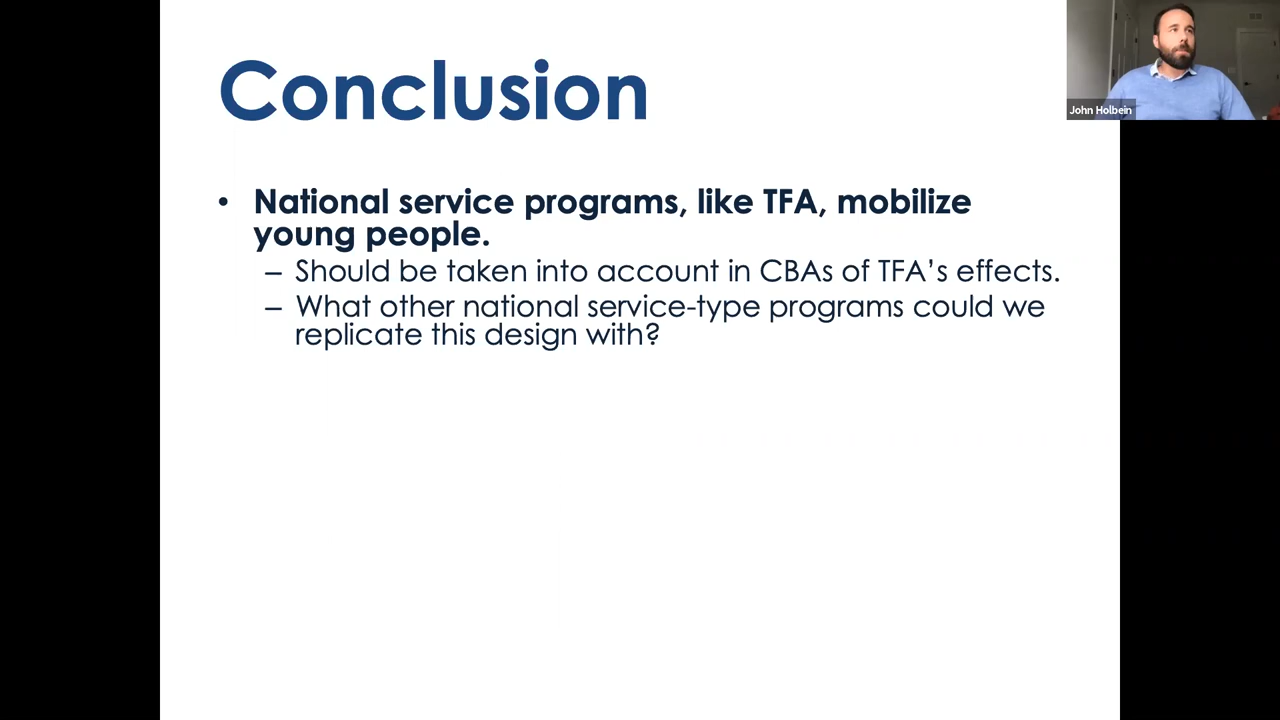 Conclusion
• National service programs, like TFA, mobilize
young people.
– Should be taken into account in CBAs of TFA’s effects.
– What other national service-type programs could we
replicate this design with?
John Holbein